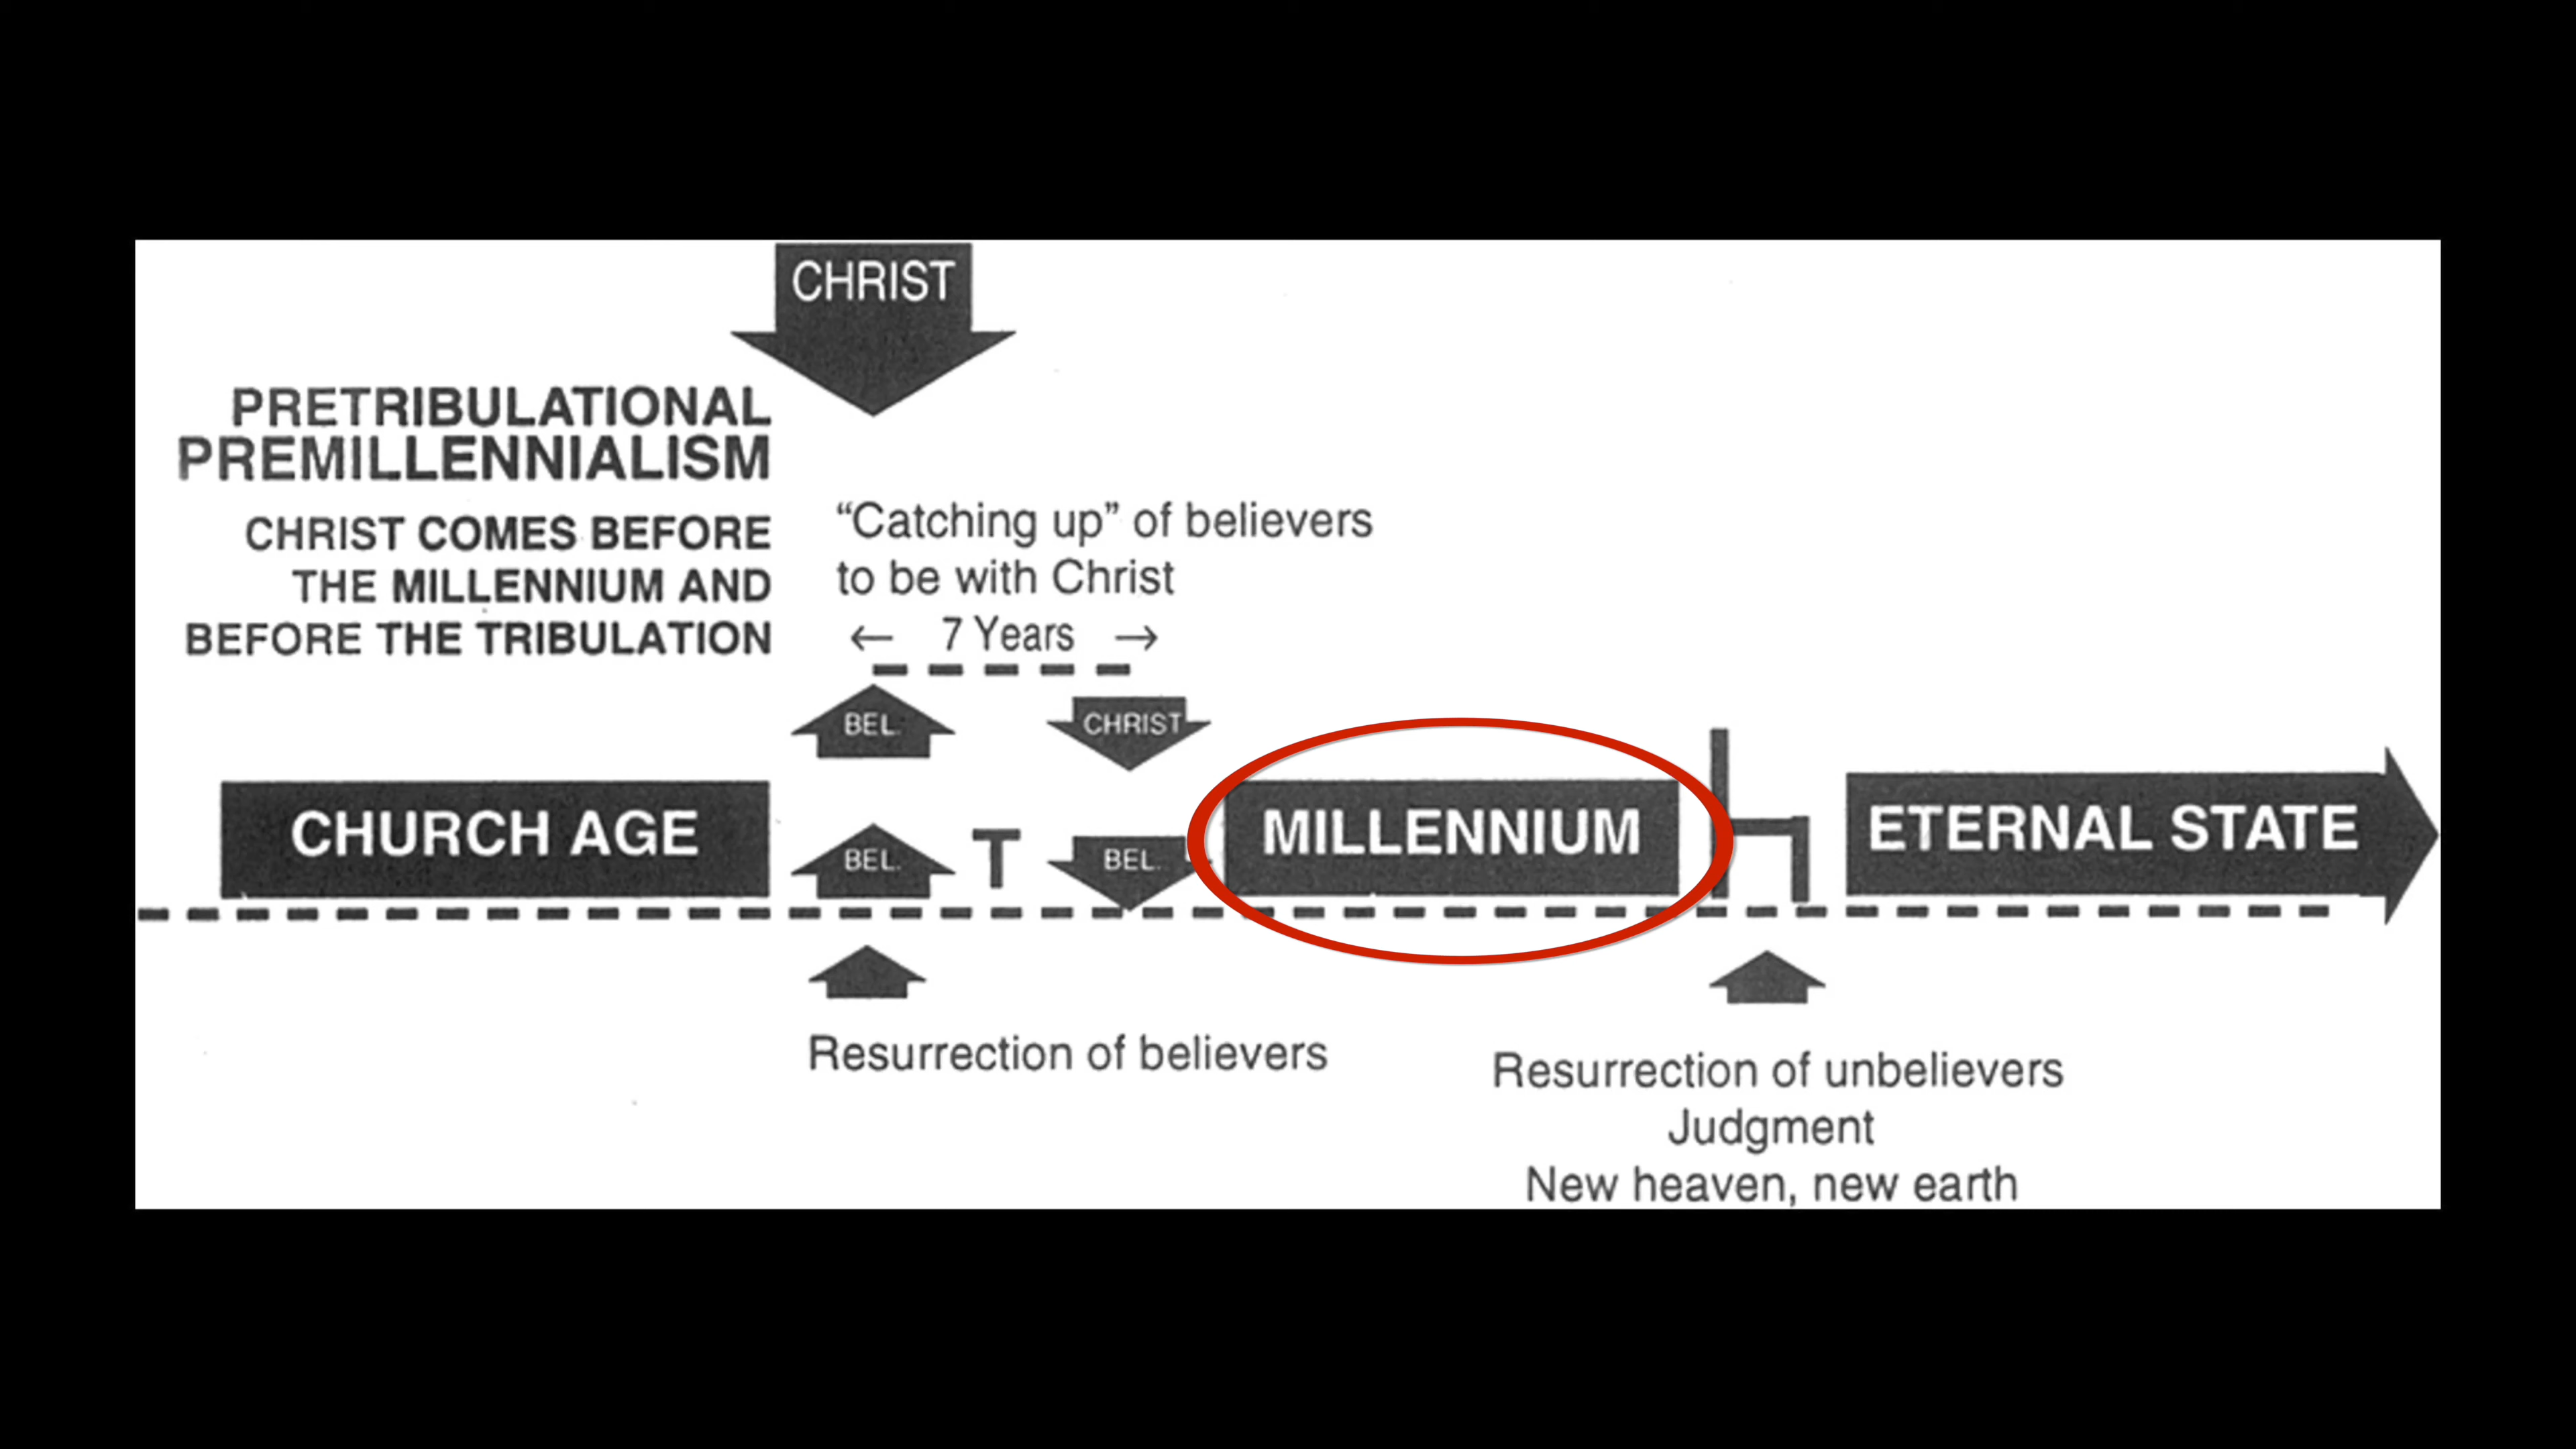 CHRIST
PRETRIBULATIONAL
PREMILLENNIALISM
CHRIST COMES BEFORE
THE MILLENNIUM AND
BEFORE THE TRIBULATION
“Catching up” of believers
to be with Christ
← 7 Years →
BEL.
CHRIST
CHURCH AGE
BEL.
T
BEL.
MILLENNIUM
ETERNAL STATE
Resurrection of believers
Resurrection of unbelievers
Judgment
New heaven, new earth